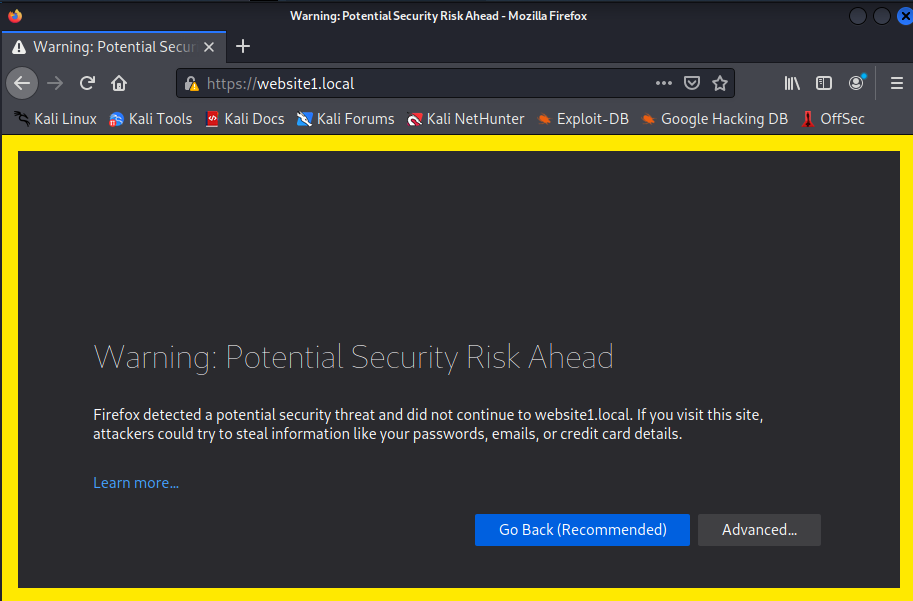 Warning: Potential Security Risk Ahead - Mozilla Firefox
Warning: Potential Secur
https://website1.local
Kali Linux Kali Tools Kali Docs Kali Forums Kali NetHunter Exploit-DB Google Hacking DB OffSec
Warning: Potential Security Risk Ahead
Firefox detected a potential security threat and did not continue to website1.local. If you visit this site,
attackers could try to steal information like your passwords, emails, or credit card details.
Learn more...
Go Back (Recommended) Advanced...